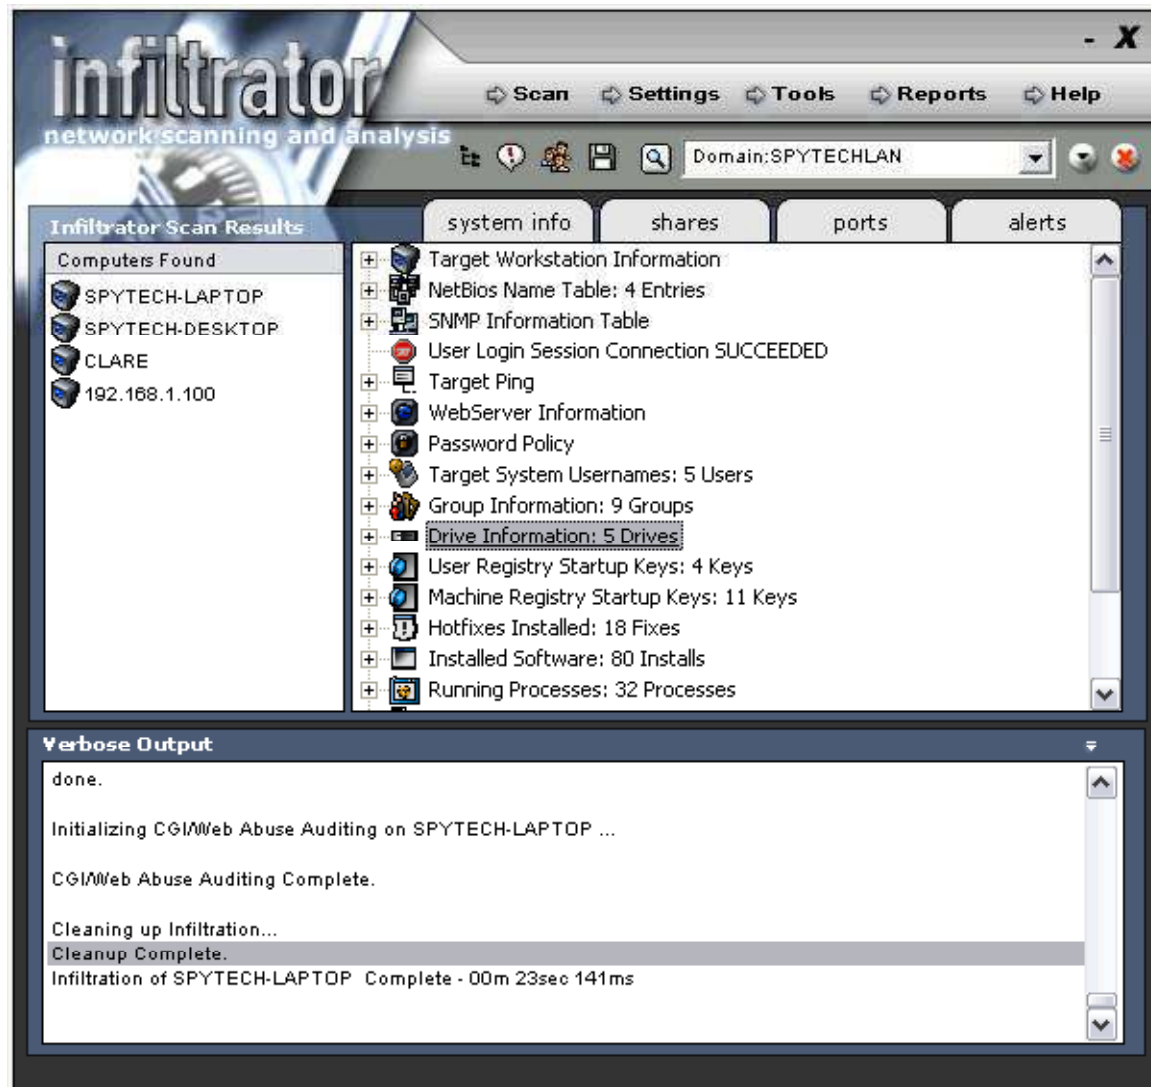 infiltrator
network scanning and analysis
- X
Scan Settings Tools Reports Help
Domain:SPYTECHLAN
Infiltrator Scan Results
system info shares ports alerts
Computers Found
SPYTECH-LAPTOP
SPYTECH-DESKTOP
CLARE
192.168.1.100
Target Workstation Information
NetBios Name Table: 4 Entries
SNMP Information Table
User Login Session Connection SUCCEEDED
Target Ping
WebServer Information
Password Policy
Target System Usernames: 5 Users
Group Information: 9 Groups
Drive Information: 5 Drives
User Registry Startup Keys: 4 Keys
Machine Registry Startup Keys: 11 Keys
Hotfixes Installed: 18 Fixes
Installed Software: 80 Installs
Running Processes: 32 Processes
Verbose Output
done.
Initializing CGI/Web Abuse Auditing on SPYTECH-LAPTOP ...
CGI/Web Abuse Auditing Complete.
Cleaning up Infiltration...
Cleanup Complete.
Infiltration of SPYTECH-LAPTOP Complete - 00m 23sec 141ms